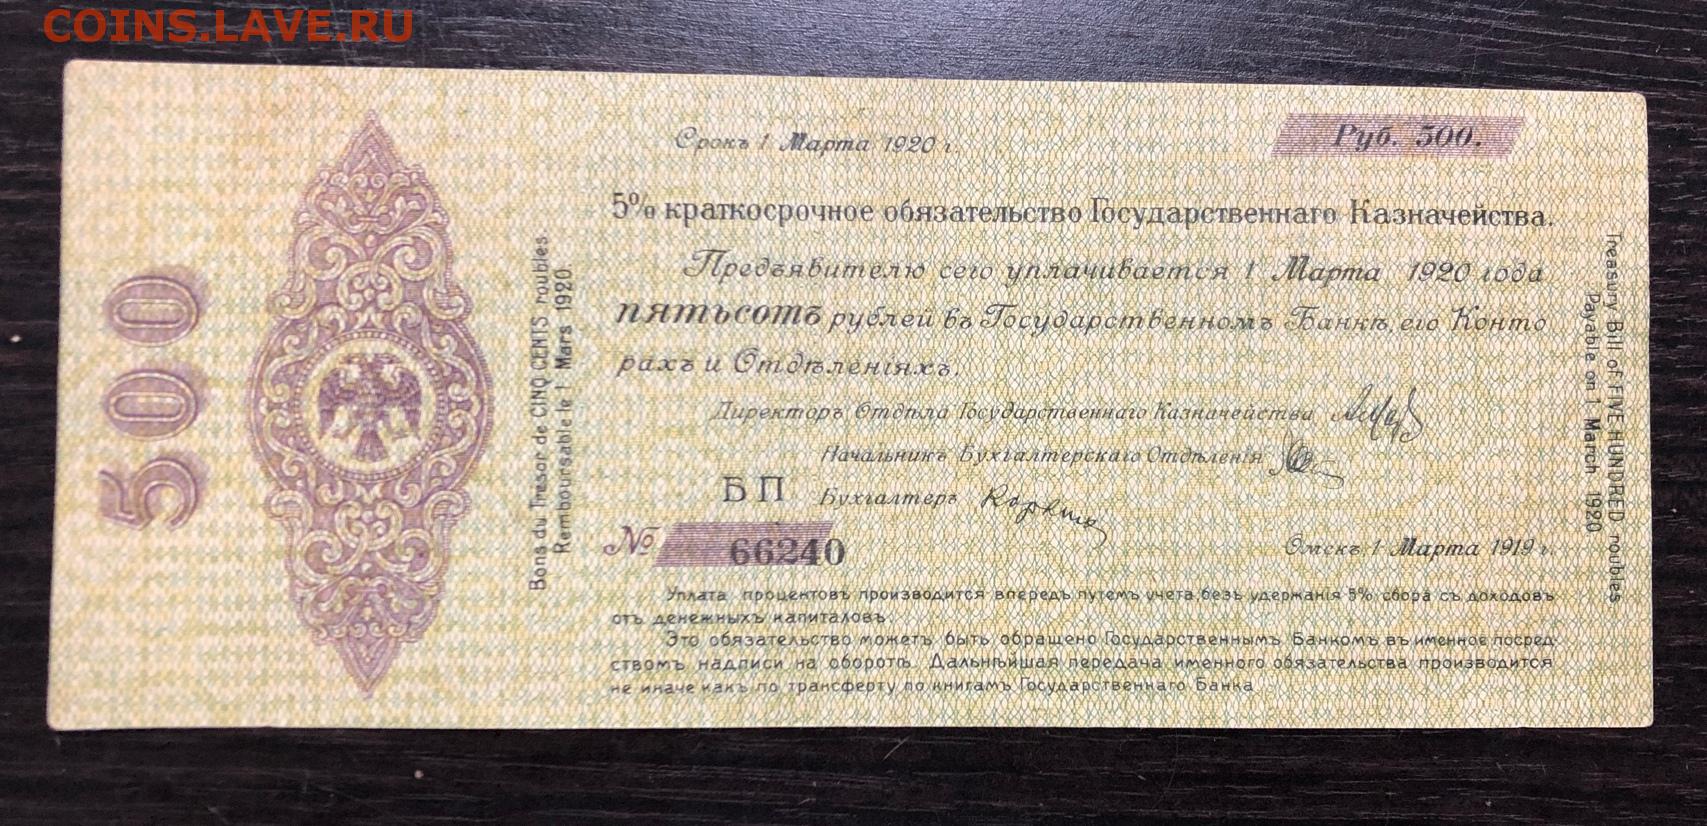 COINS.LAVE.RU
Срокъ 1 Марта 1920 г.
Руб. 500.
5% краткосрочное обязательство Государственнаго Казначейства.
Предъявителю сего уплачивается 1 Марта 1920 года
пятьсотъ рублей въ Государственномъ Банкѣ, его Конто
рахъ и Отдѣленіяхъ.
Директоръ Отдѣла Государственнаго Казначейства
Начальникъ Бухгалтерскаго Отдѣленія
БП Бухгалтеръ
№ 66240
Омскъ 1 Марта 1919 г.
Уплата процентовъ производится впередъ путемъ учета, безъ удержанія 5% сбора съ доходовъ
отъ денежныхъ капиталовъ.
Это обязательство можетъ быть обращено Государственнымъ Банкомъ въ именное посред-
ствомъ надписи на оборотѣ. Дальнѣйшая передача именного обязательства производится
не иначе какъ по трансферту по книгамъ Государственнаго Банка
500
Bons du Tresor de CINQ CENTS roubles.
Remboursable le 1 Mars 1920.
Treasury Bill of FIVE HUNDRED roubles
Payable on 1 March 1920